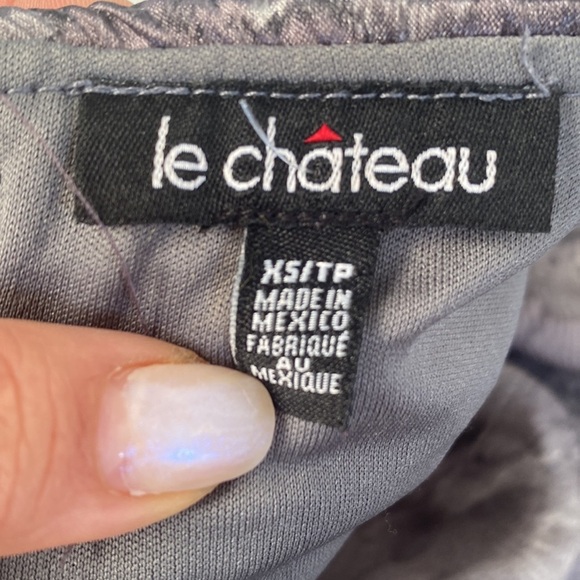 le château
XS/TP
MADE IN
MEXICO
FABRIQUÉ
AU
MEXIQUE